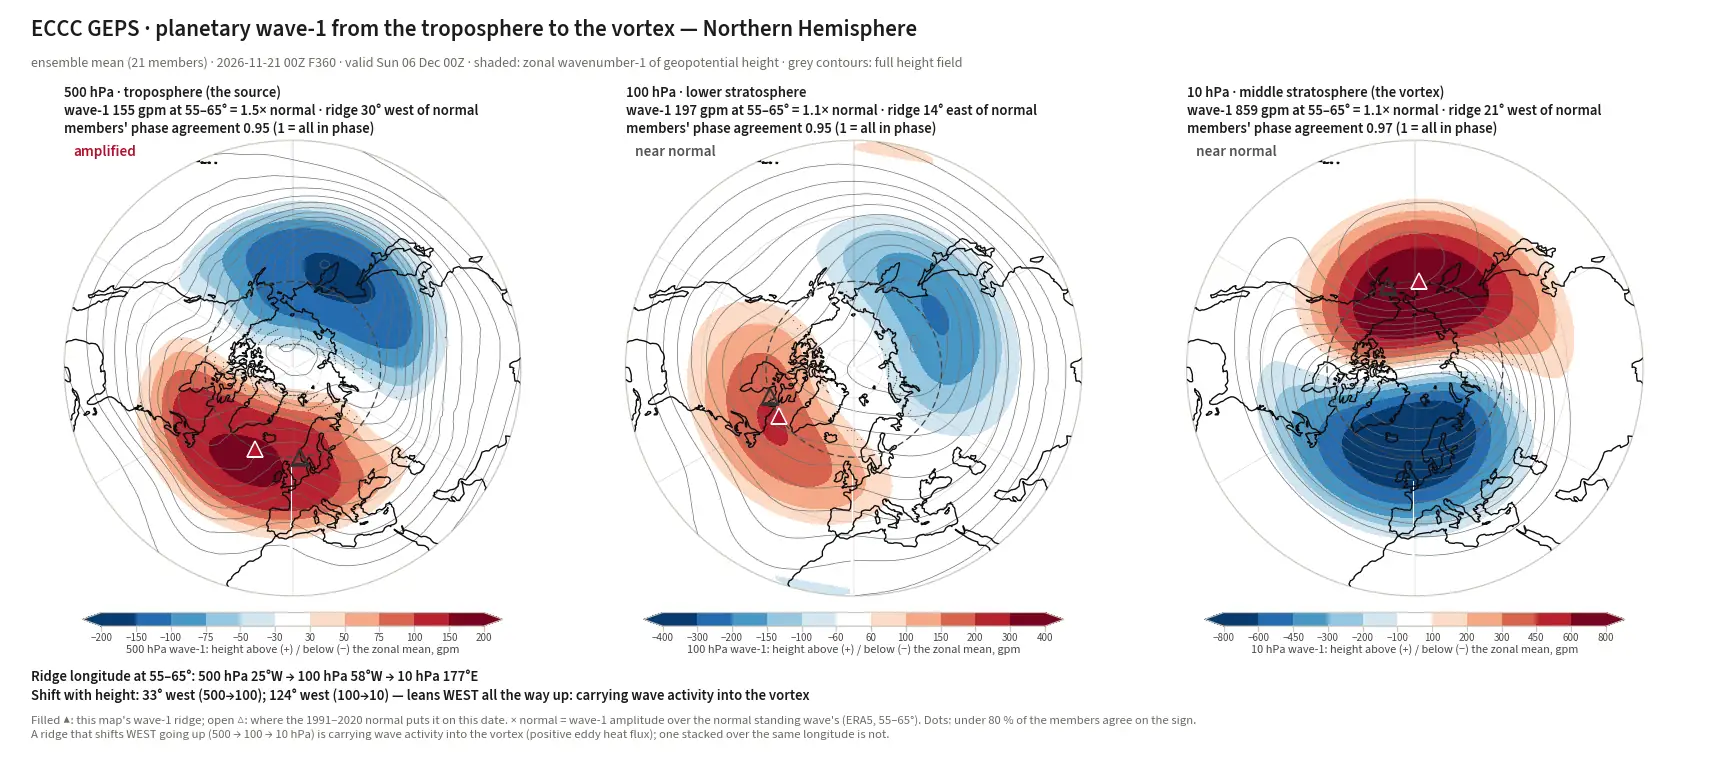 ECCC GEPS · planetary wave-1 from the troposphere to the vortex — Northern Hemisphere
ensemble mean (21 members) · 2026-11-21 00Z F360 · valid Sun 06 Dec 00Z · shaded: zonal wavenumber-1 of geopotential height · grey contours: full height field
500 hPa · troposphere (the source)
wave-1 155 gpm at 55–65° = 1.5× normal · ridge 30° west of normal
members' phase agreement 0.95 (1 = all in phase)
amplified
100 hPa · lower stratosphere
wave-1 197 gpm at 55–65° = 1.1× normal · ridge 14° east of normal
members' phase agreement 0.95 (1 = all in phase)
near normal
10 hPa · middle stratosphere (the vortex)
wave-1 859 gpm at 55–65° = 1.1× normal · ridge 21° west of normal
members' phase agreement 0.97 (1 = all in phase)
near normal
−200 −150 −100 −75 −50 −30 30 50 75 100 150 200
500 hPa wave-1: height above (+) / below (−) the zonal mean, gpm
−400 −300 −200 −150 −100 −60 60 100 150 200 300 400
100 hPa wave-1: height above (+) / below (−) the zonal mean, gpm
−800 −600 −450 −300 −200 −100 100 200 300 450 600 800
10 hPa wave-1: height above (+) / below (−) the zonal mean, gpm
Ridge longitude at 55–65°: 500 hPa 25°W → 100 hPa 58°W → 10 hPa 177°E
Shift with height: 33° west (500→100); 124° west (100→10) — leans WEST all the way up: carrying wave activity into the vortex
Filled ▲: this map's wave-1 ridge; open △: where the 1991–2020 normal puts it on this date. × normal = wave-1 amplitude over the normal standing wave's (ERA5, 55–65°). Dots: under 80 % of the members agree on the sign.
A ridge that shifts WEST going up (500 → 100 → 10 hPa) is carrying wave activity into the vortex (positive eddy heat flux); one stacked over the same longitude is not.